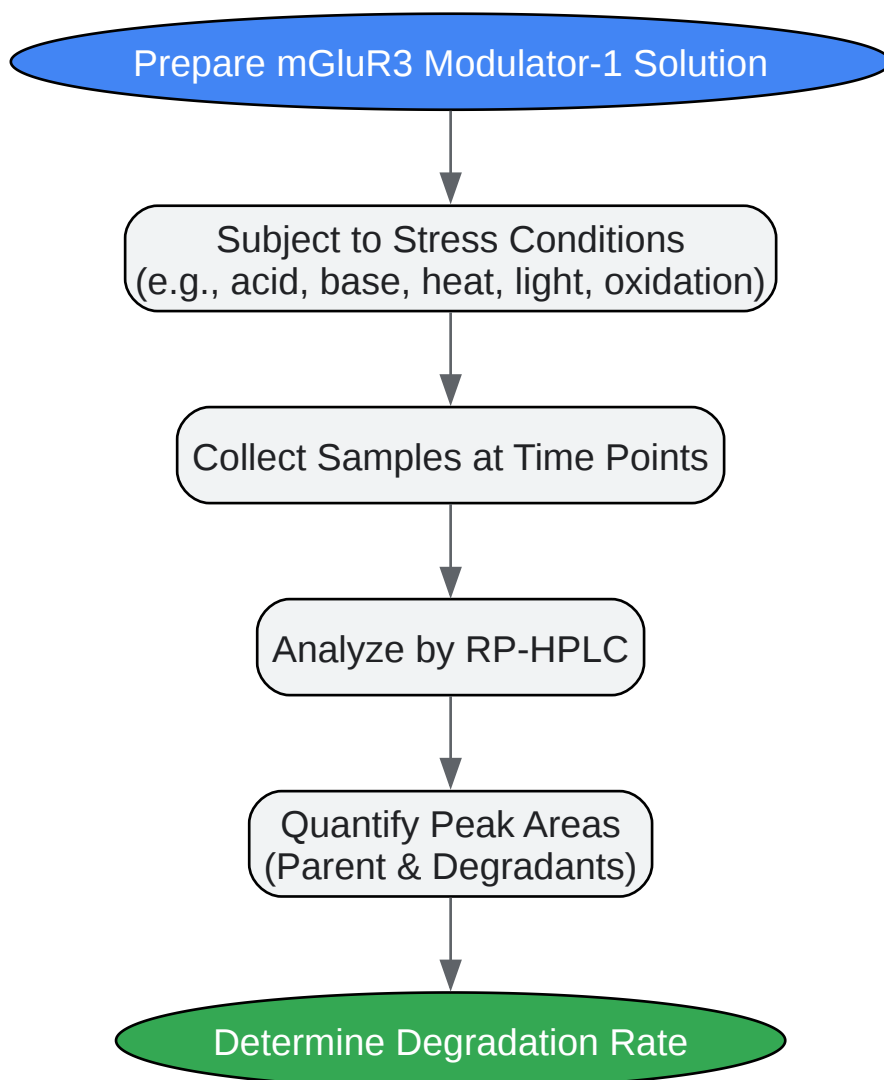 Prepare mGluR3 Modulator-1 Solution
Subject to Stress Conditions
(e.g., acid, base, heat, light, oxidation)
Collect Samples at Time Points
Analyze by RP-HPLC
Quantify Peak Areas
(Parent & Degradants)
Determine Degradation Rate